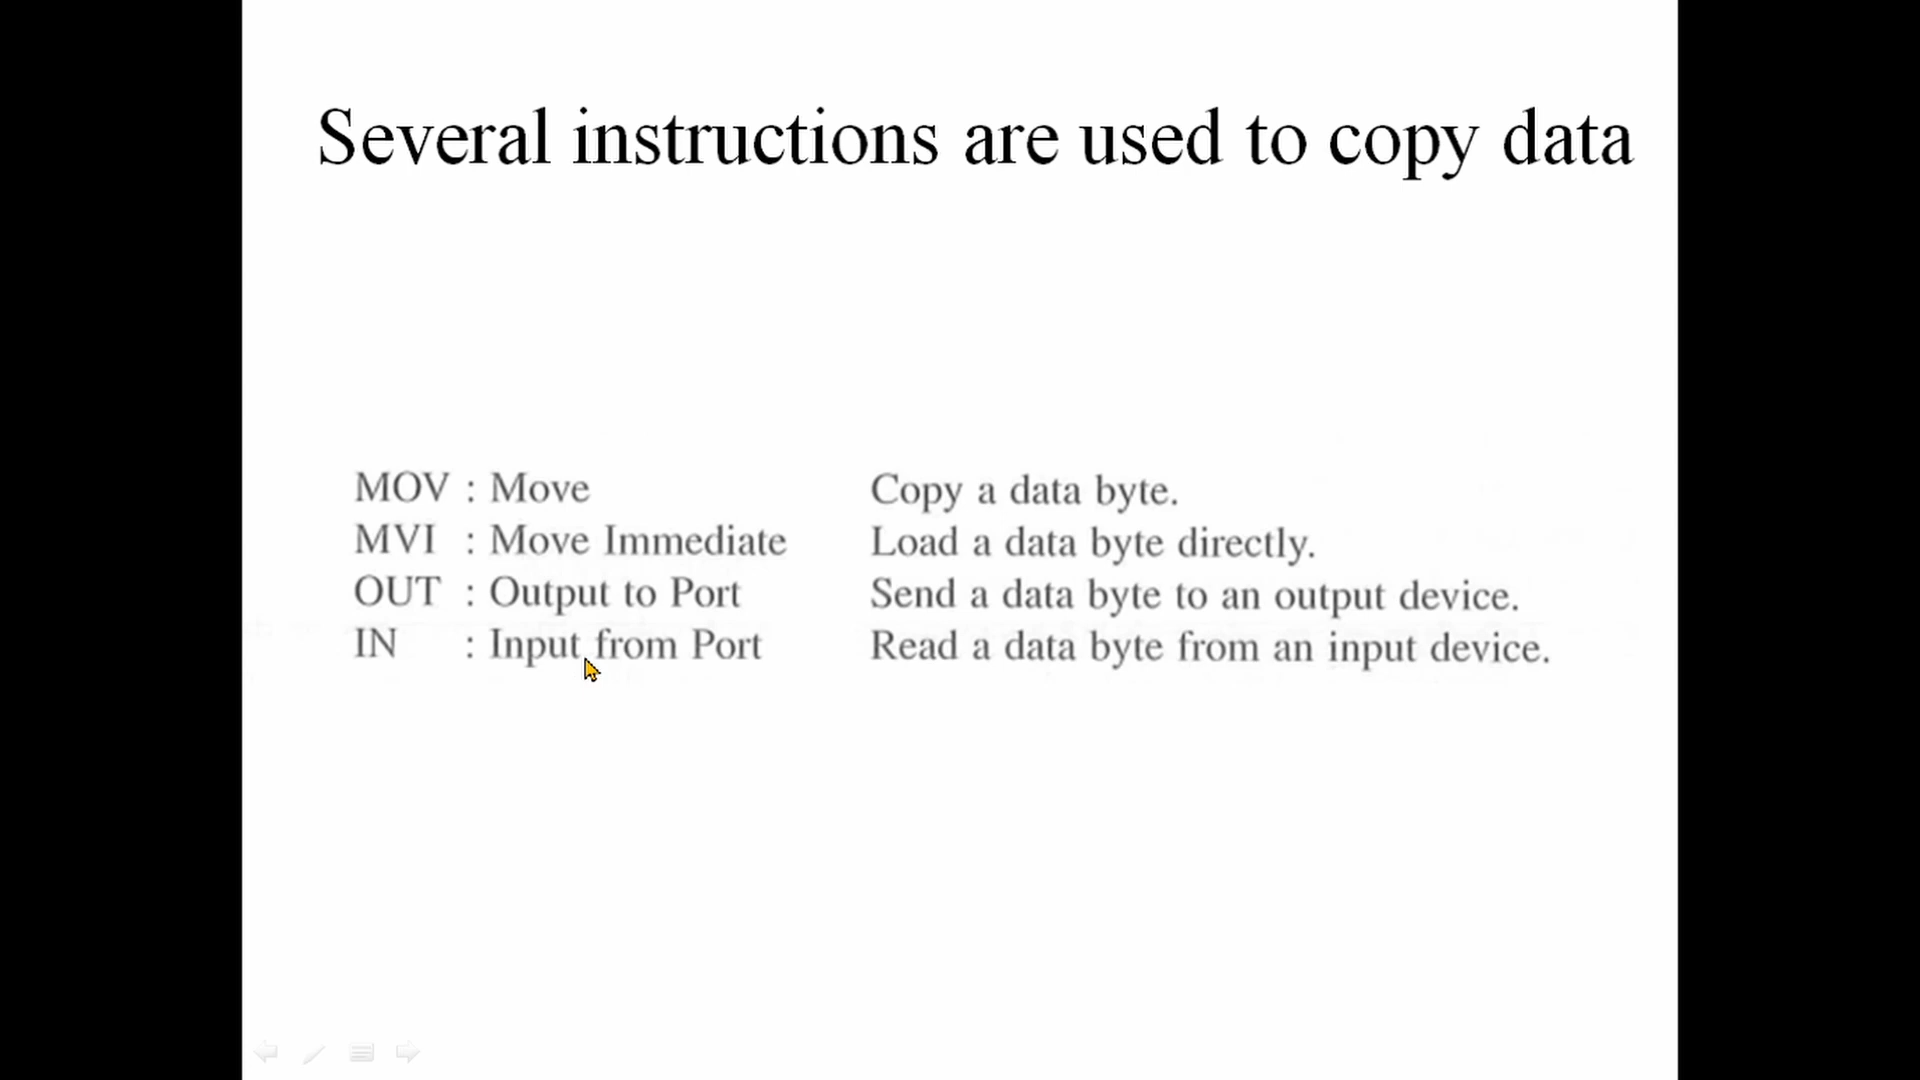 Several instructions are used to copy data
MOV : Move Copy a data byte.
MVI : Move Immediate Load a data byte directly.
OUT : Output to Port Send a data byte to an output device.
IN : Input from Port Read a data byte from an input device.